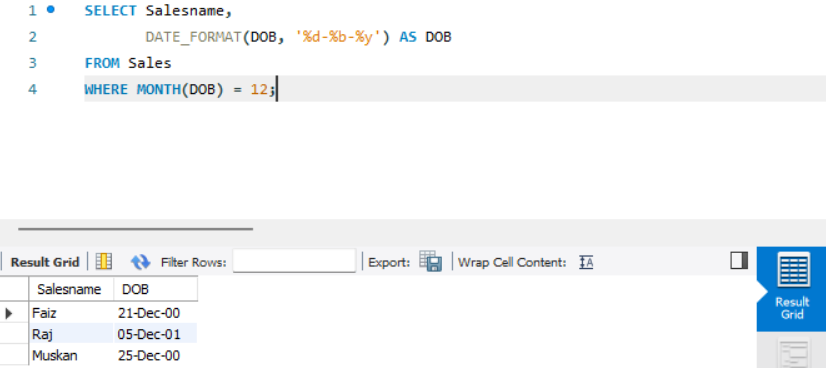 1 SELECT Salesname,
2 DATE_FORMAT(DOB, '%d-%b-%y') AS DOB
3 FROM Sales
4 WHERE MONTH(DOB) = 12;
Result Grid Filter Rows: Export: Wrap Cell Content: IA
Salesname DOB
Faiz 21-Dec-00
Raj 05-Dec-01
Muskan 25-Dec-00
Result
Grid